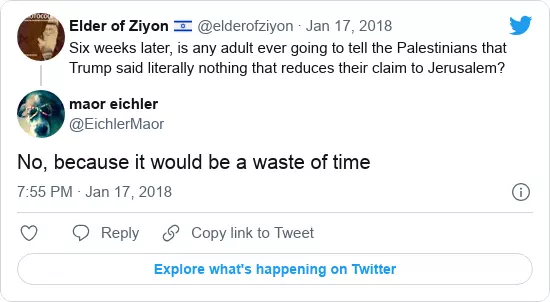 Elder of Ziyon 🇮🇱 @elderofziyon · Jan 17, 2018
Six weeks later, is any adult ever going to tell the Palestinians that
Trump said literally nothing that reduces their claim to Jerusalem?
maor eichler
@EichlerMaor
No, because it would be a waste of time
7:55 PM · Jan 17, 2018
Reply
Copy link to Tweet
Explore what's happening on Twitter